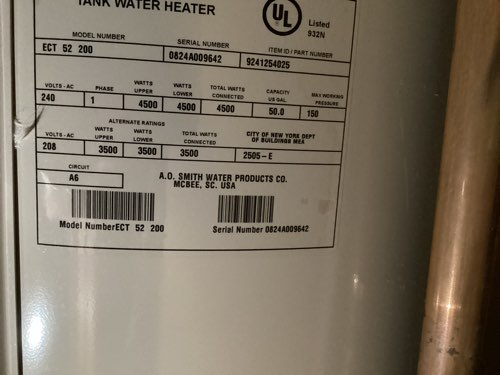 TANK WATER HEATER
UL
Listed
932N
MODEL NUMBER SERIAL NUMBER ITEM ID / PART NUMBER
ECT 52 200 0824A009642 9241254025
VOLTS - AC PHASE WATTS UPPER WATTS LOWER TOTAL WATTS CONNECTED CAPACITY US GAL. MAX WORKING PRESSURE
240 1 4500 4500 4500 50.0 150
ALTERNATE RATINGS
VOLTS - AC WATTS UPPER WATTS LOWER TOTAL WATTS CONNECTED CITY OF NEW YORK DEPT OF BUILDINGS MEA
208 3500 3500 3500 2505-E
CIRCUIT
A6
A.O. SMITH WATER PRODUCTS CO.
MCBEE, SC. USA
Model NumberECT 52 200 Serial Number 0824A009642